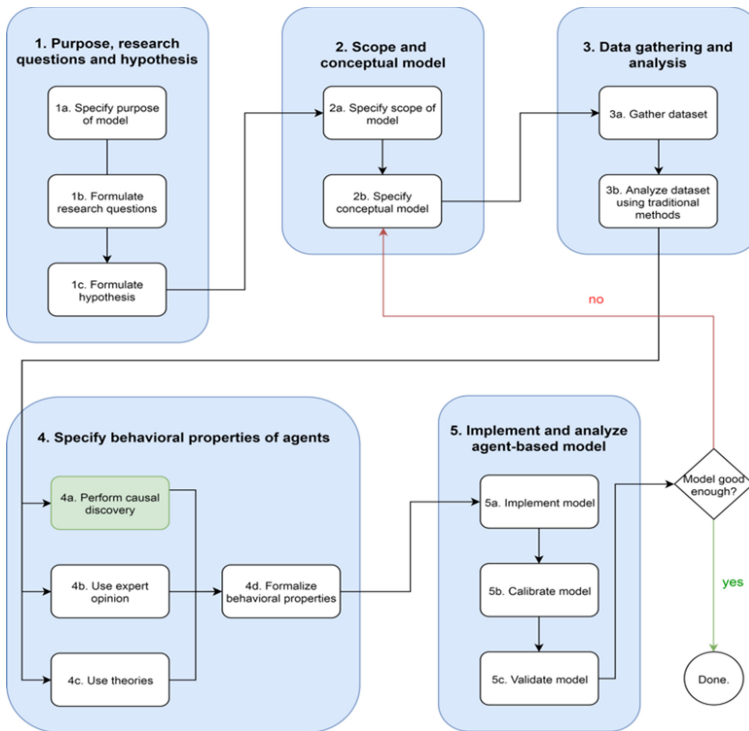 1. Purpose, research
questions and hypothesis
1a. Specify purpose
of model
1b. Formulate
research questions
1c. Formulate
hypothesis
2. Scope and
conceptual model
2a. Specify scope of
model
2b. Specify
conceptual model
3. Data gathering and
analysis
3a. Gather dataset
3b. Analyze dataset
using traditional
methods
no
4. Specify behavioral properties of agents
4a. Perform causal
discovery
4b. Use expert
opinion
4c. Use theories
4d. Formalize
behavioral properties
5. Implement and analyze
agent-based model
5a. Implement model
5b. Calibrate model
5c. Validate model
Model good
enough?
yes
Done.